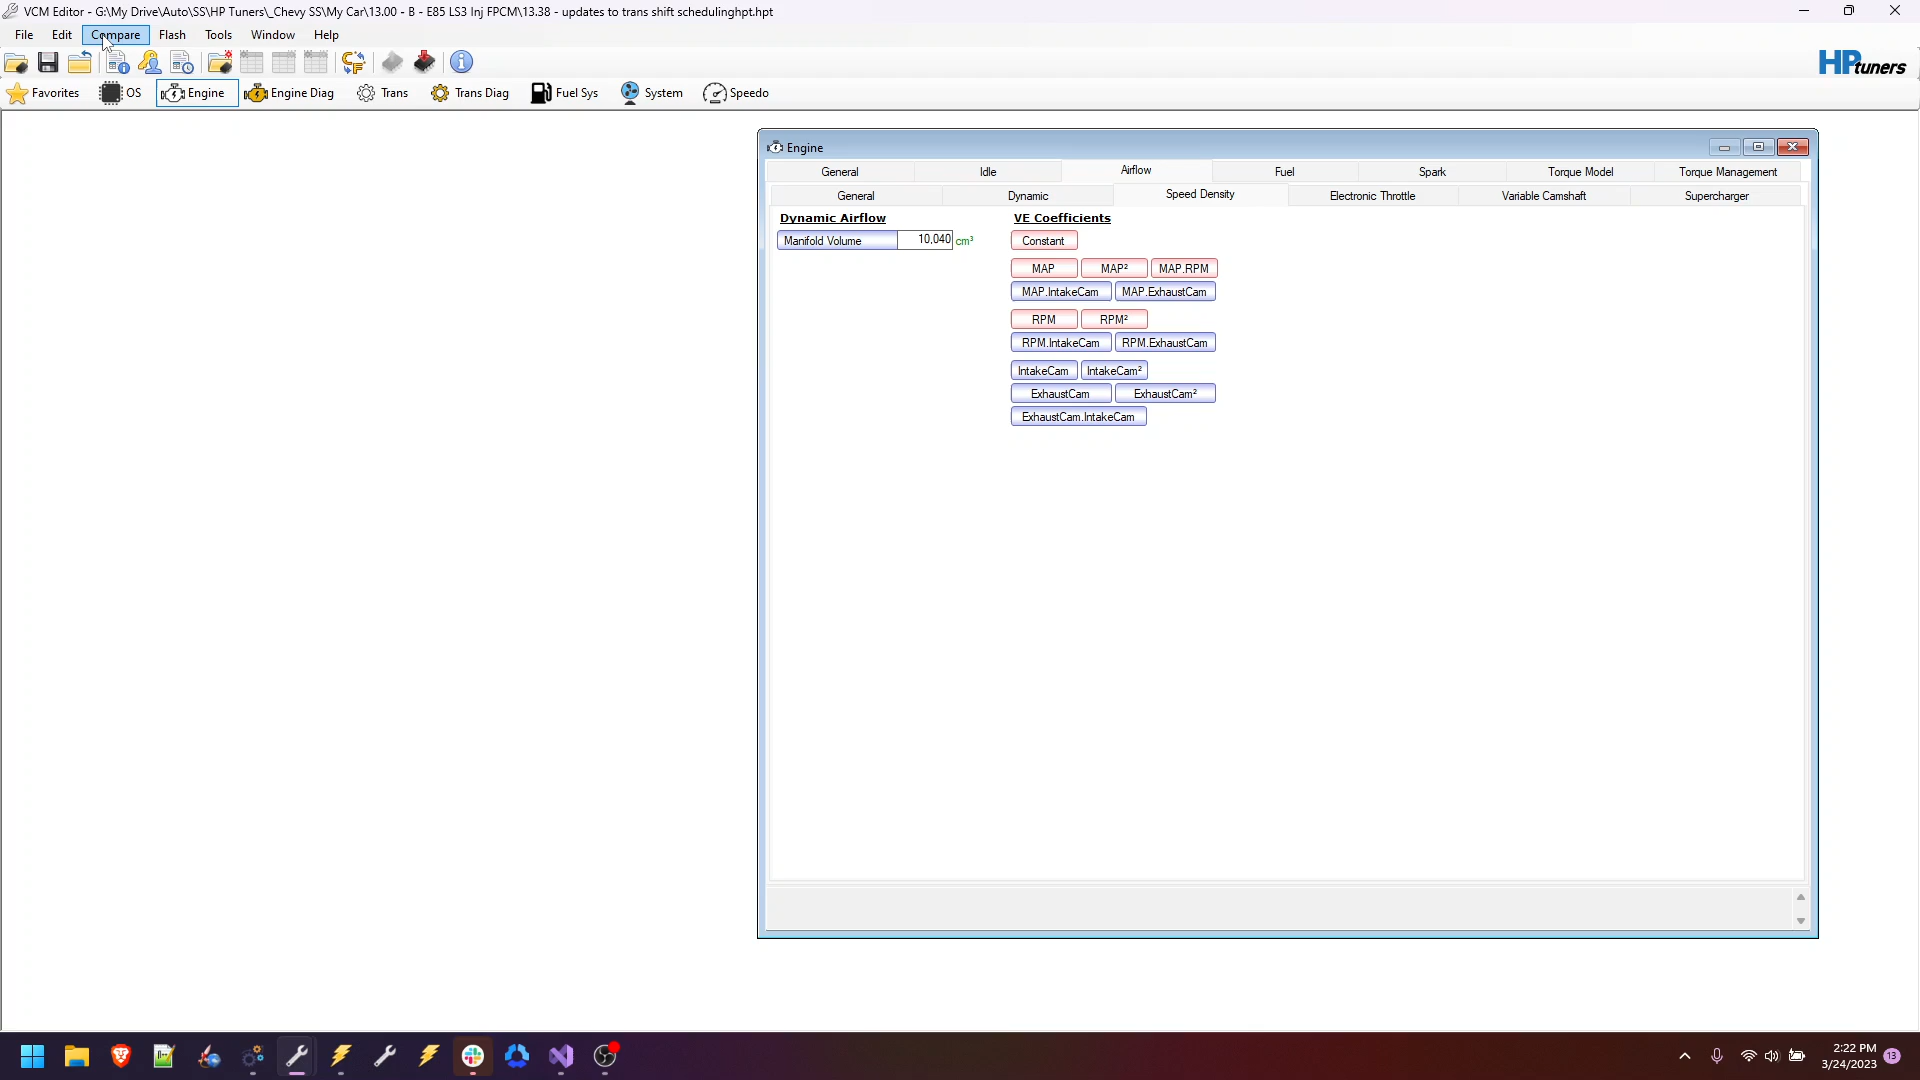 VCM Editor - G:\My Drive\Auto\SS\HP Tuners\_Chevy SS\My Car\13.00 - B - E85 LS3 Inj FPCM\13.38 - updates to trans shift schedulinghpt.hpt
File Edit Compare Flash Tools Window Help
HPtuners
Favorites OS Engine Engine Diag Trans Trans Diag Fuel Sys System Speedo
Engine
General Idle Airflow Fuel Spark Torque Model Torque Management
General Dynamic Speed Density Electronic Throttle Variable Camshaft Supercharger
Dynamic Airflow VE Coefficients
Manifold Volume 10,040 cm³ Constant
MAP MAP² MAP.RPM
MAP.IntakeCam MAP.ExhaustCam
RPM RPM²
RPM.IntakeCam RPM.ExhaustCam
IntakeCam IntakeCam²
ExhaustCam ExhaustCam²
ExhaustCam.IntakeCam
2:22 PM
3/24/2023 13